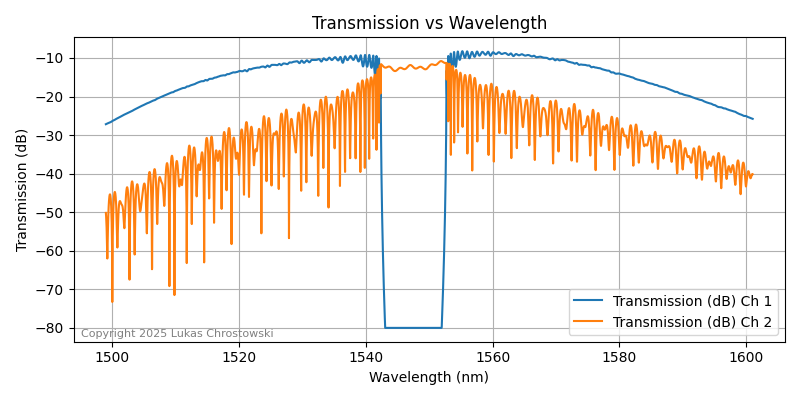 Transmission vs Wavelength
Transmission (dB)
−10
−20
−30
−40
−50
−60
−70
−80
Transmission (dB) Ch 1
Transmission (dB) Ch 2
Copyright 2025 Lukas Chrostowski
1500 1520 1540 1560 1580 1600
Wavelength (nm)